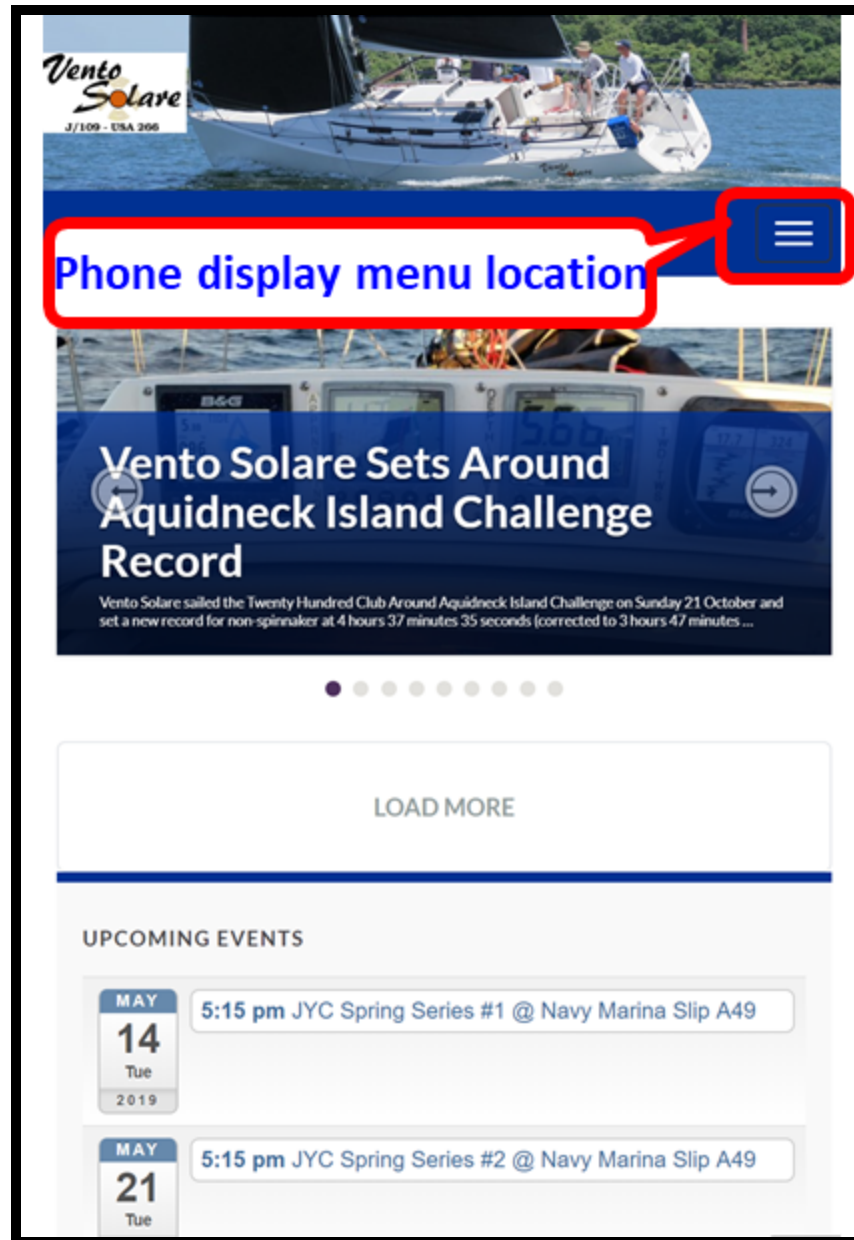 Vento
Solare
J/109 - USA 266
Vento
Solare
Phone display menu location
B&G
Vento Solare Sets Around
Aquidneck Island Challenge
Record
Vento Solare sailed the Twenty Hundred Club Around Aquidneck Island Challenge on Sunday 21 October and
set a new record for non-spinnaker at 4 hours 37 minutes 35 seconds (corrected to 3 hours 47 minutes ...
LOAD MORE
UPCOMING EVENTS
MAY
14
Tue
2019
5:15 pm JYC Spring Series #1 @ Navy Marina Slip A49
MAY
21
Tue
5:15 pm JYC Spring Series #2 @ Navy Marina Slip A49